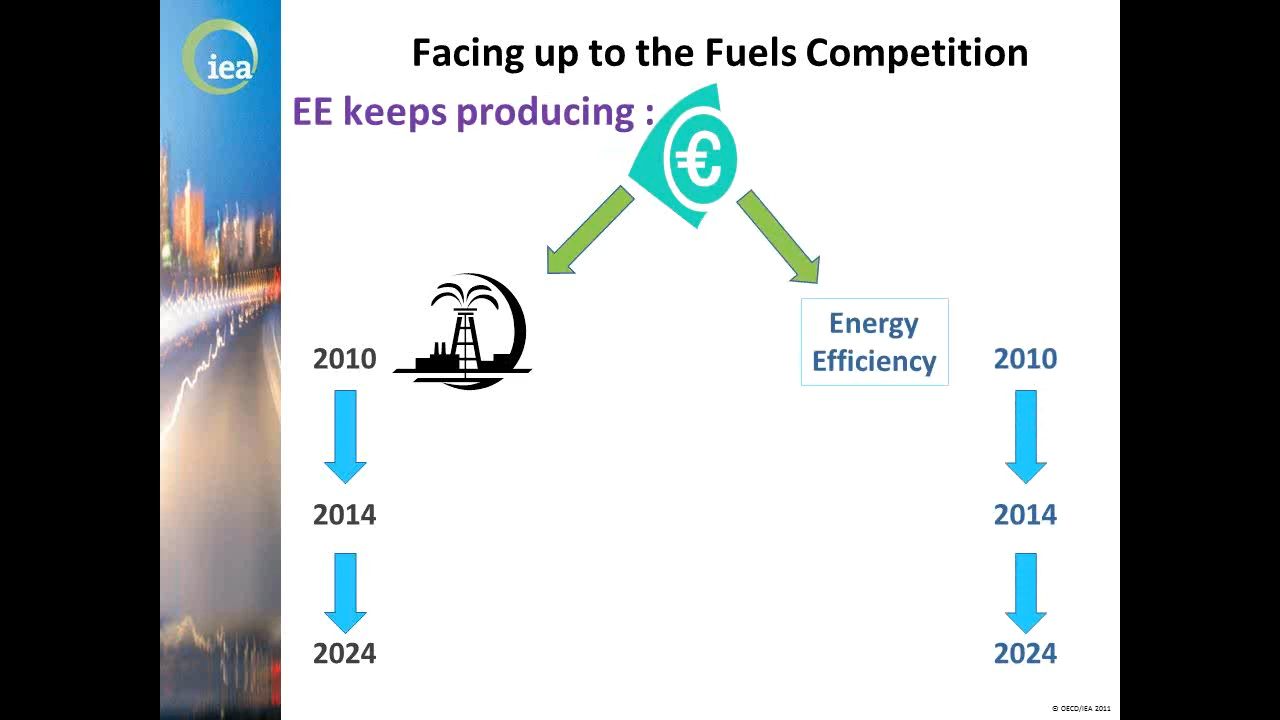 iea
Facing up to the Fuels Competition
EE keeps producing :
€
Energy
Efficiency
2010
2010
2014
2014
2024
2024
© OECD/IEA 2011